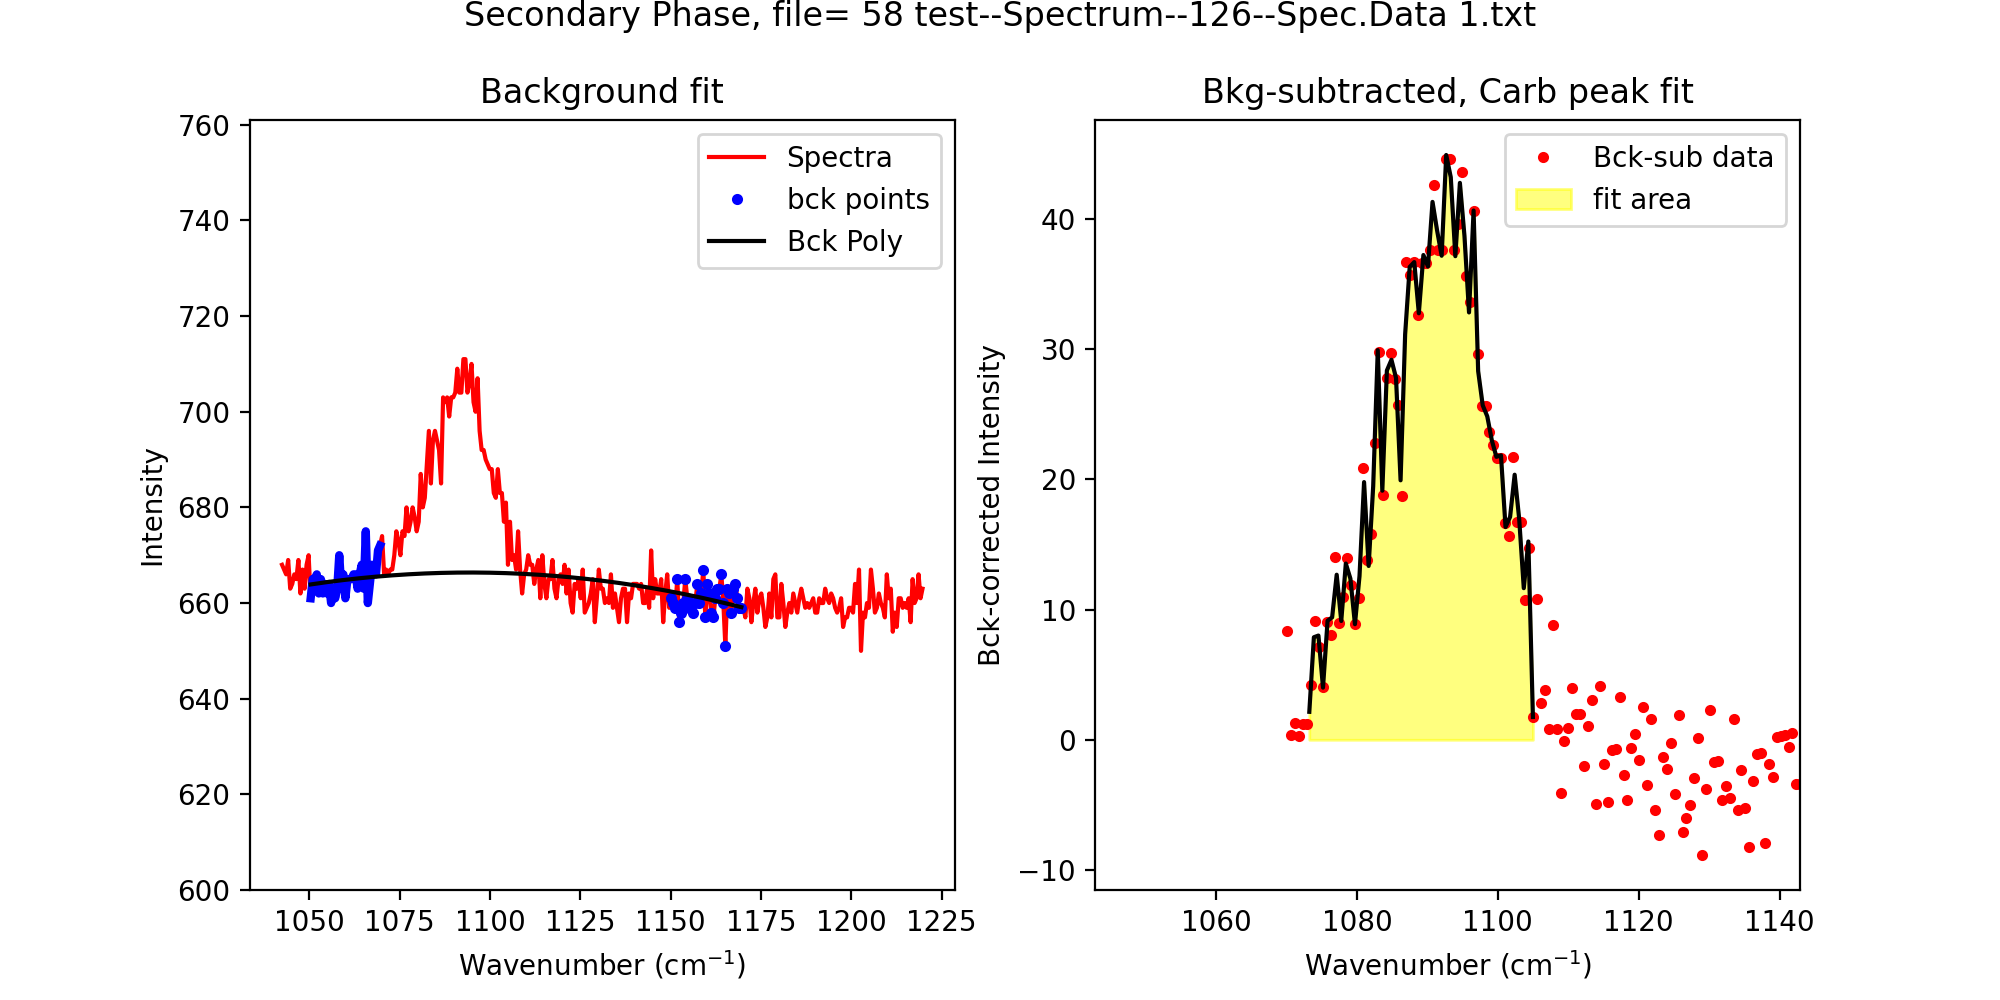 Secondary Phase, file= 58 test--Spectrum--126--Spec.Data 1.txt
Background fit
760
740
720
700
680
660
640
620
600
Intensity
Spectra
bck points
Bck Poly
1050 1075 1100 1125 1150 1175 1200 1225
Wavenumber (cm⁻¹)
Bkg-subtracted, Carb peak fit
40
30
20
10
0
−10
Bck-corrected Intensity
Bck-sub data
fit area
1060 1080 1100 1120 1140
Wavenumber (cm⁻¹)